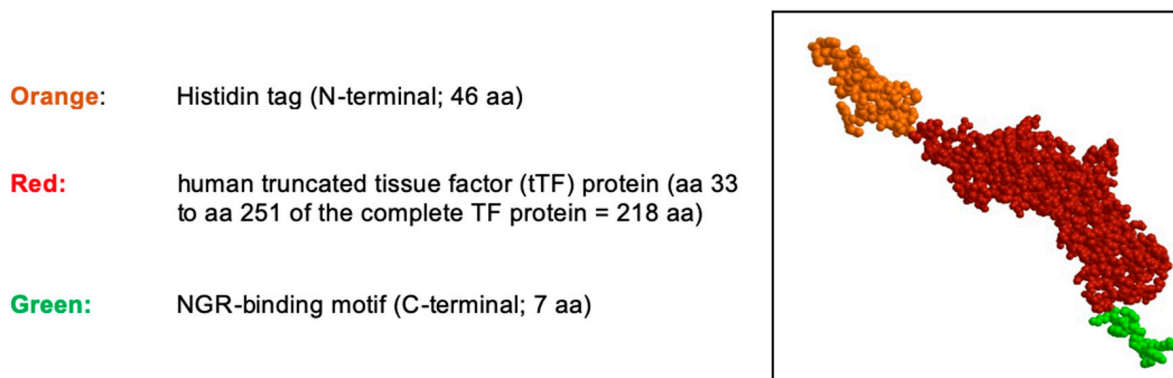 Orange: Histidin tag (N-terminal; 46 aa)
Red: human truncated tissue factor (tTF) protein (aa 33
to aa 251 of the complete TF protein = 218 aa)
Green: NGR-binding motif (C-terminal; 7 aa)